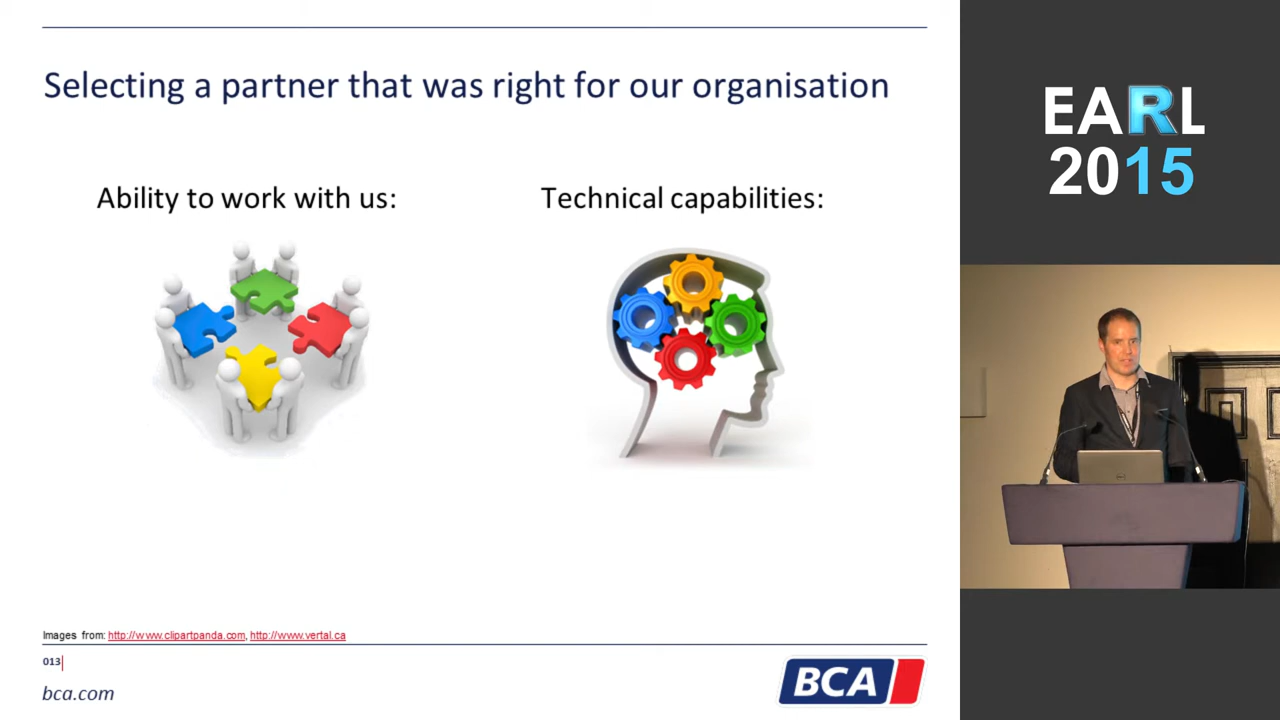 Selecting a partner that was right for our organisation
Ability to work with us:
Technical capabilities:
Images from: http://www.clipartpanda.com, http://www.vertal.ca
013
bca.com
BCA
EARL
2015